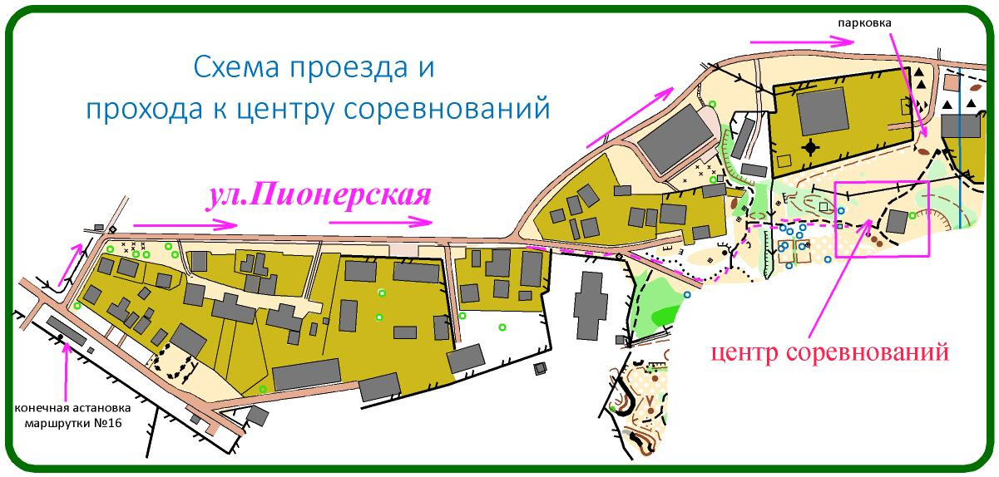 парковка
Схема проезда и
прохода к центру соревнований
ул.Пионерская
центр соревнований
конечная астановка
маршрутки №16